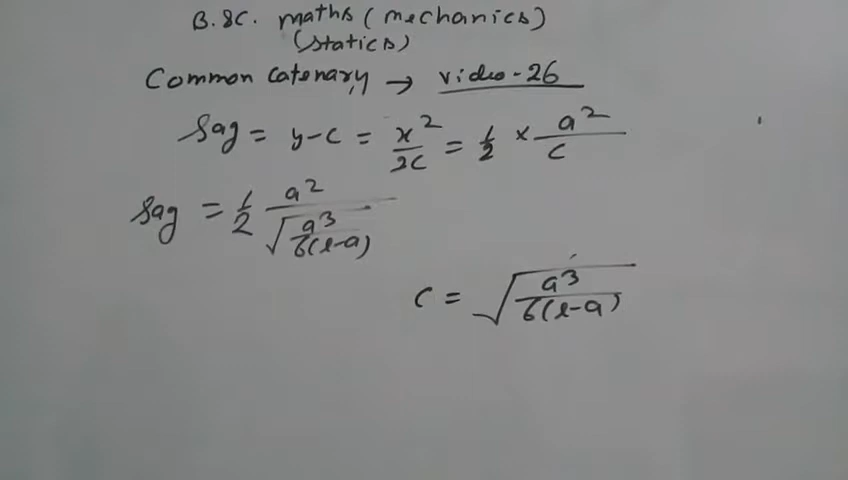 B.SC. maths (mechanics)
(statics)
Common Catenary → video-26
Sag = y-c = x²/2c = 1/2 × a²/c
Sag = 1/2 a²/√(a³/6(l-a))
c = √(a³/6(l-a))